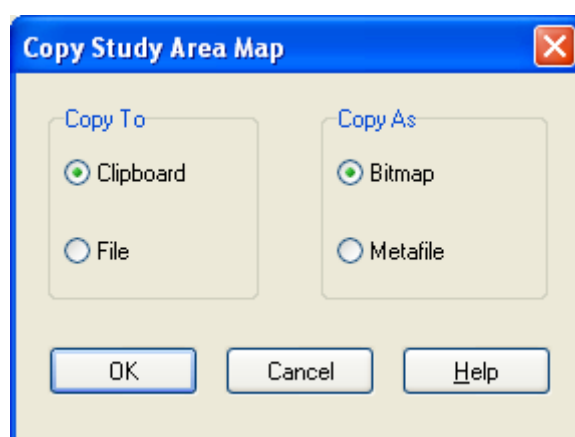 Copy Study Area Map
Copy To
Copy As
Clipboard
Bitmap
File
Metafile
OK
Cancel
Help